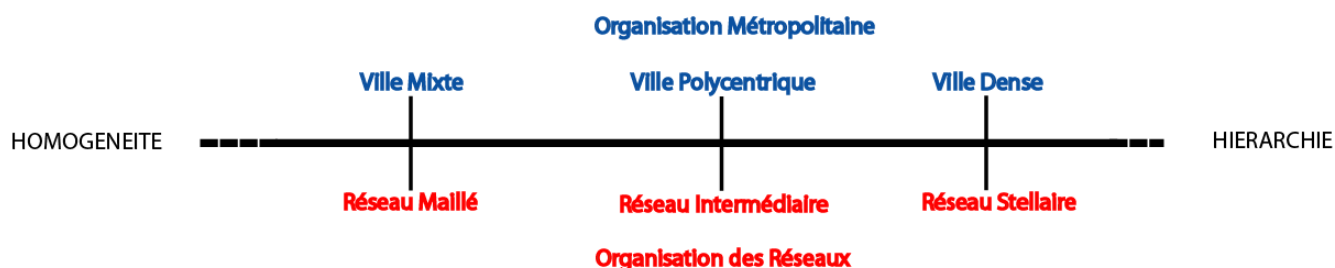 Organisation Métropolitaine
Ville Mixte Ville Polycentrique Ville Dense
HOMOGENEITE HIERARCHIE
Réseau Maillé Réseau Intermédiaire Réseau Stellaire
Organisation des Réseaux